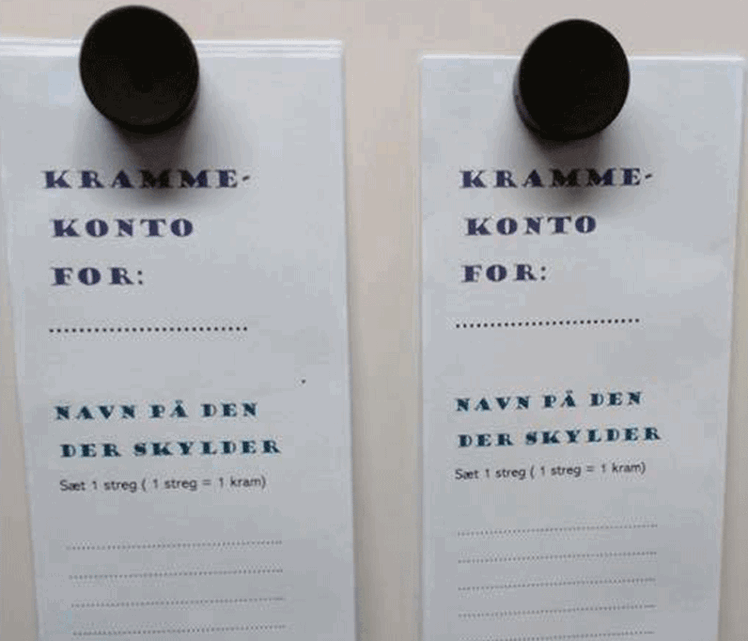 KRAMME-
KONTO
FOR:
NAVN PÅ DEN
DER SKYLDER
Sæt 1 streg ( 1 streg = 1 kram)
KRAMME-
KONTO
FOR:
NAVN PÅ DEN
DER SKYLDER
Sæt 1 streg ( 1 streg = 1 kram)